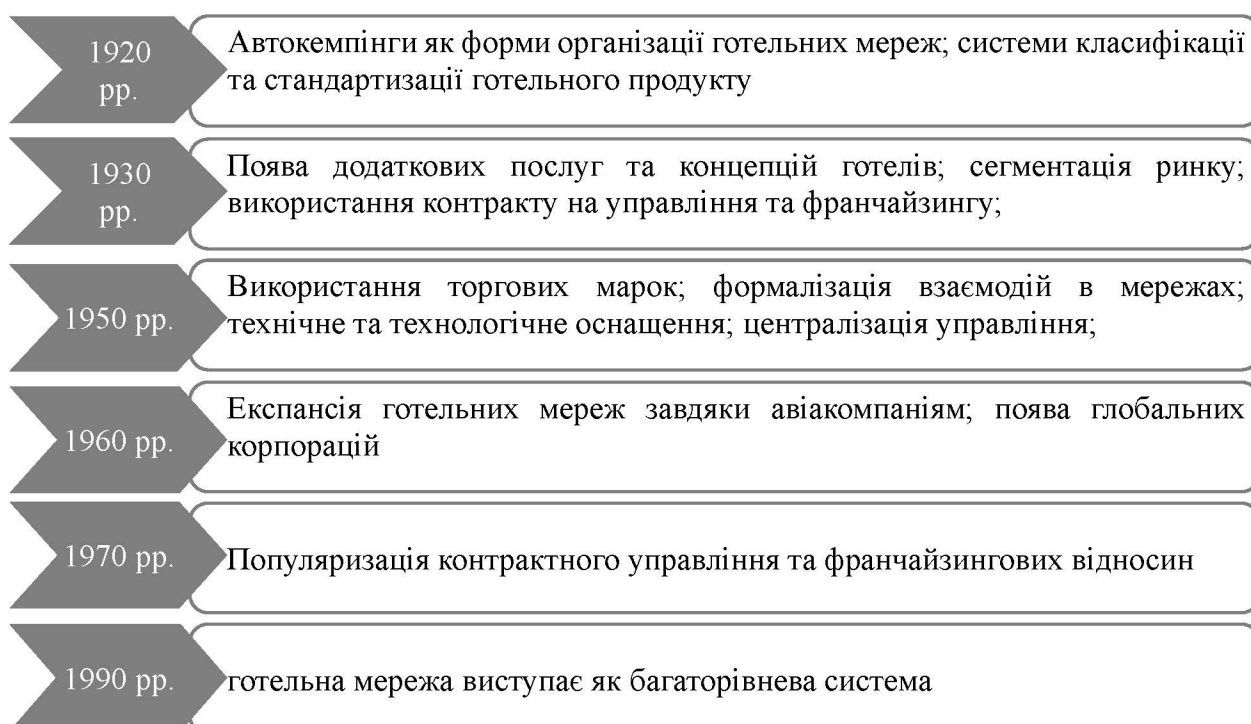 1920
рр.
Автокемпінги як форми організації готельних мереж; системи класифікації
та стандартизації готельного продукту
1930
рр.
Поява додаткових послуг та концепцій готелів; сегментація ринку;
використання контракту на управління та франчайзингу;
1950 рр.
Використання торгових марок; формалізація взаємодій в мережах;
технічне та технологічне оснащення; централізація управління;
1960 рр.
Експансія готельних мереж завдяки авіакомпаніям; поява глобальних
корпорацій
1970 рр.
Популяризація контрактного управління та франчайзингових відносин
1990 рр.
готельна мережа виступає як багаторівнева система